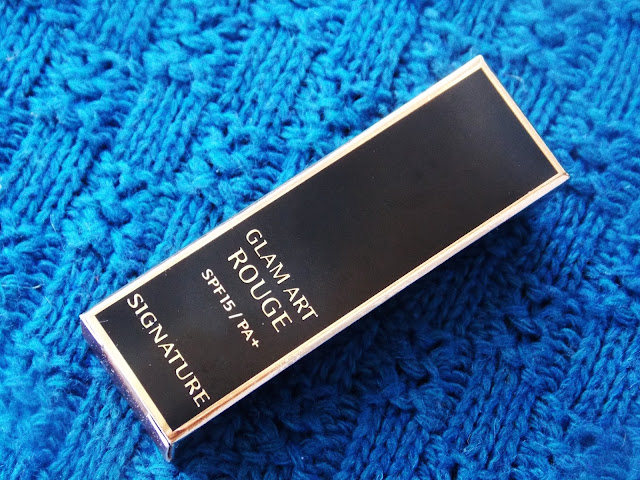 GLAM ART
ROUGE
SPF15 / PA+
SIGNATURE